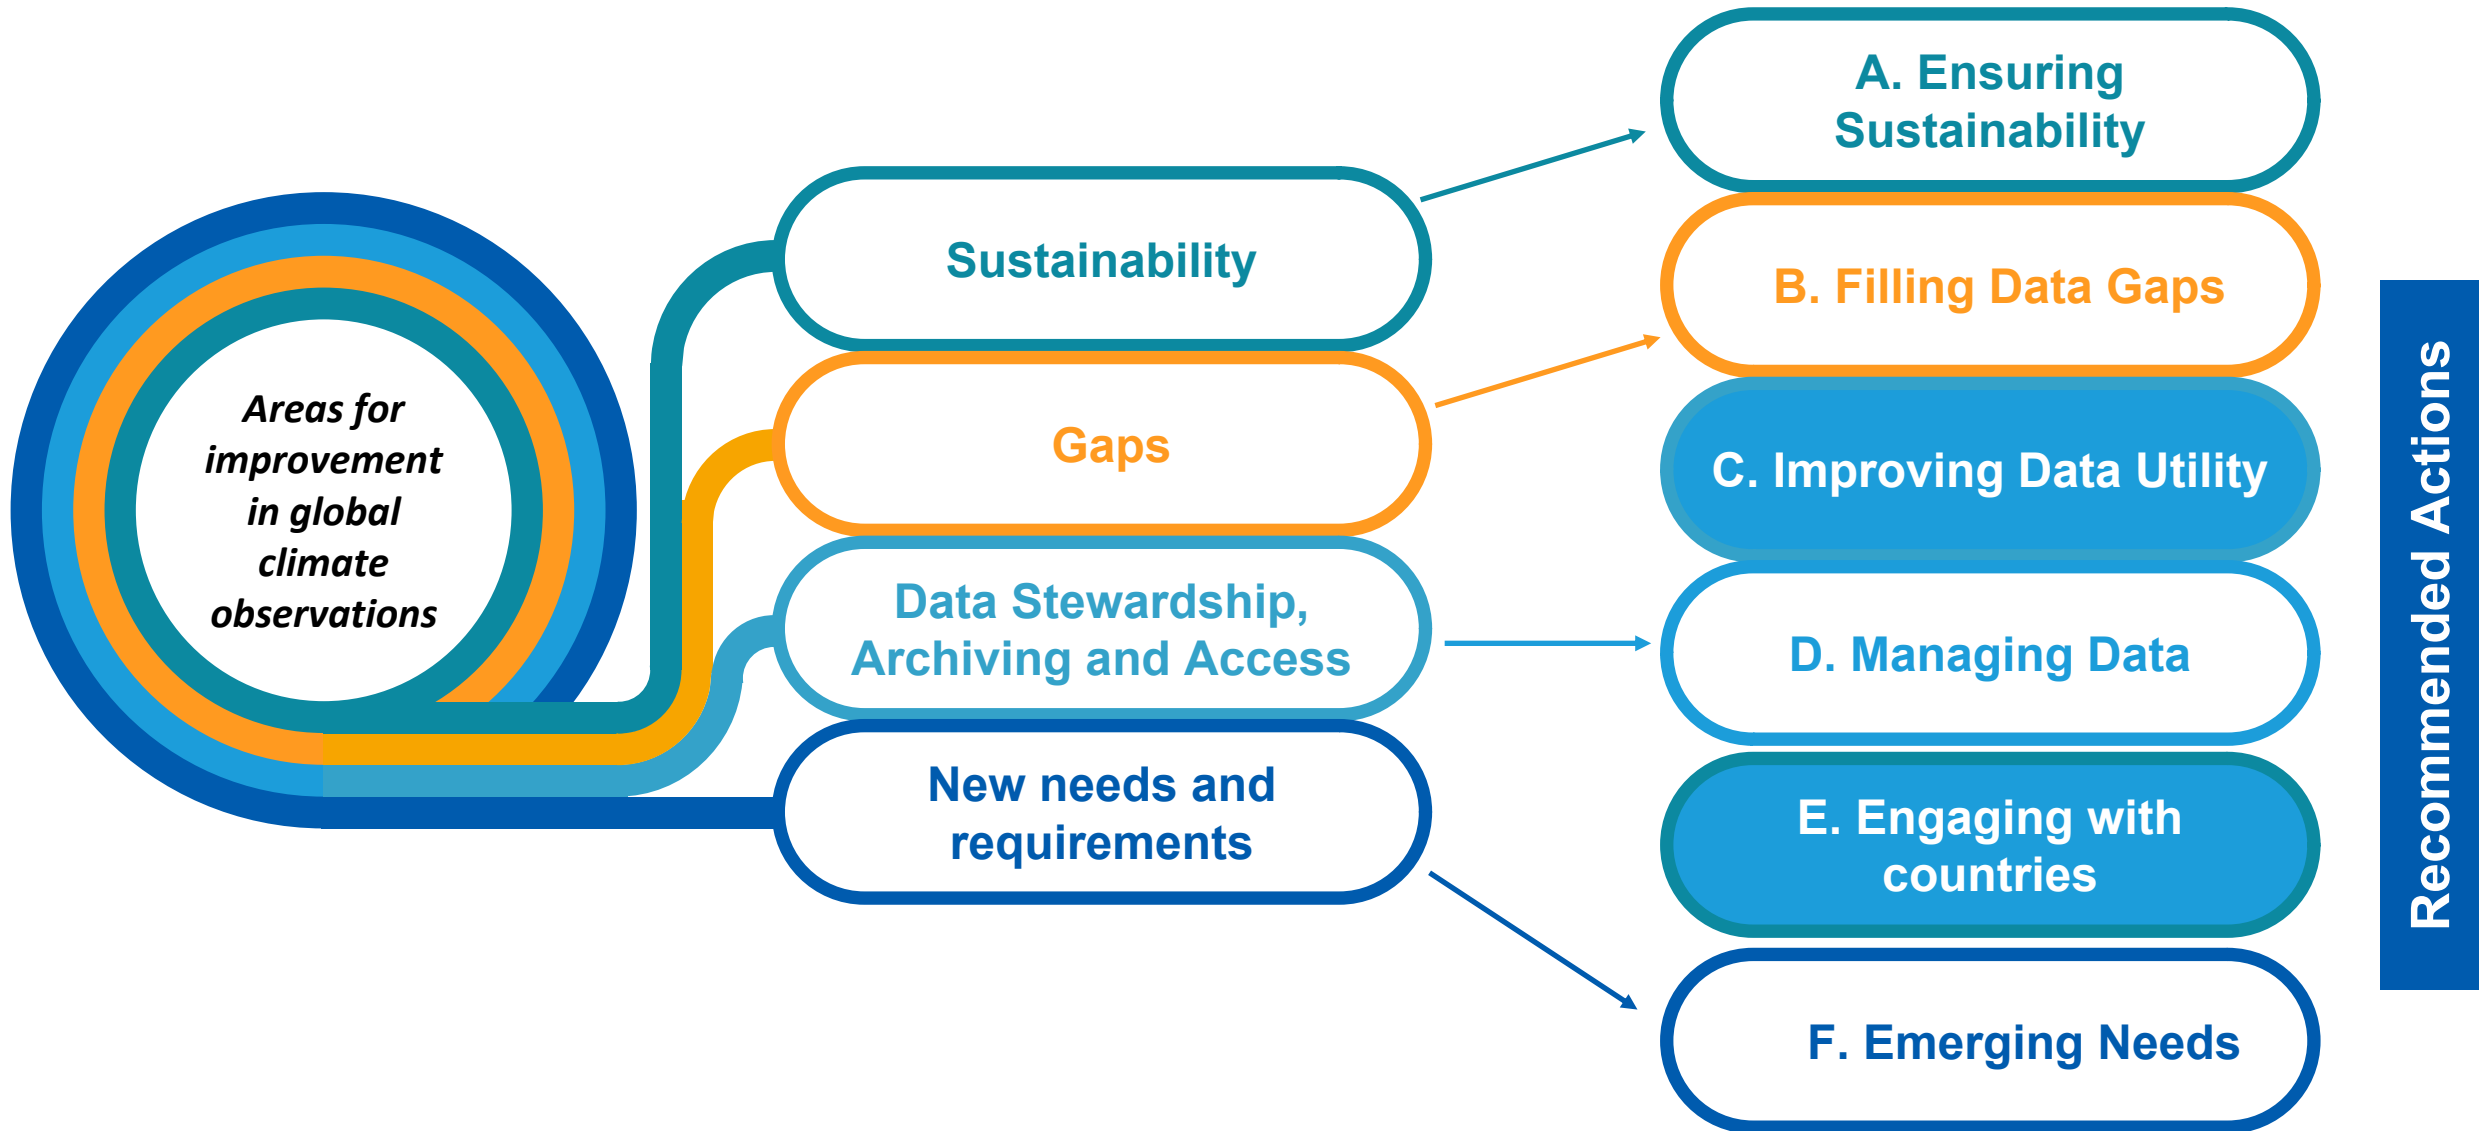 Areas for
improvement
in global
climate
observations
Sustainability
Gaps
Data Stewardship,
Archiving and Access
New needs and
requirements
A. Ensuring
Sustainability
B. Filling Data Gaps
C. Improving Data Utility
D. Managing Data
E. Engaging with
countries
F. Emerging Needs
Recommended Actions